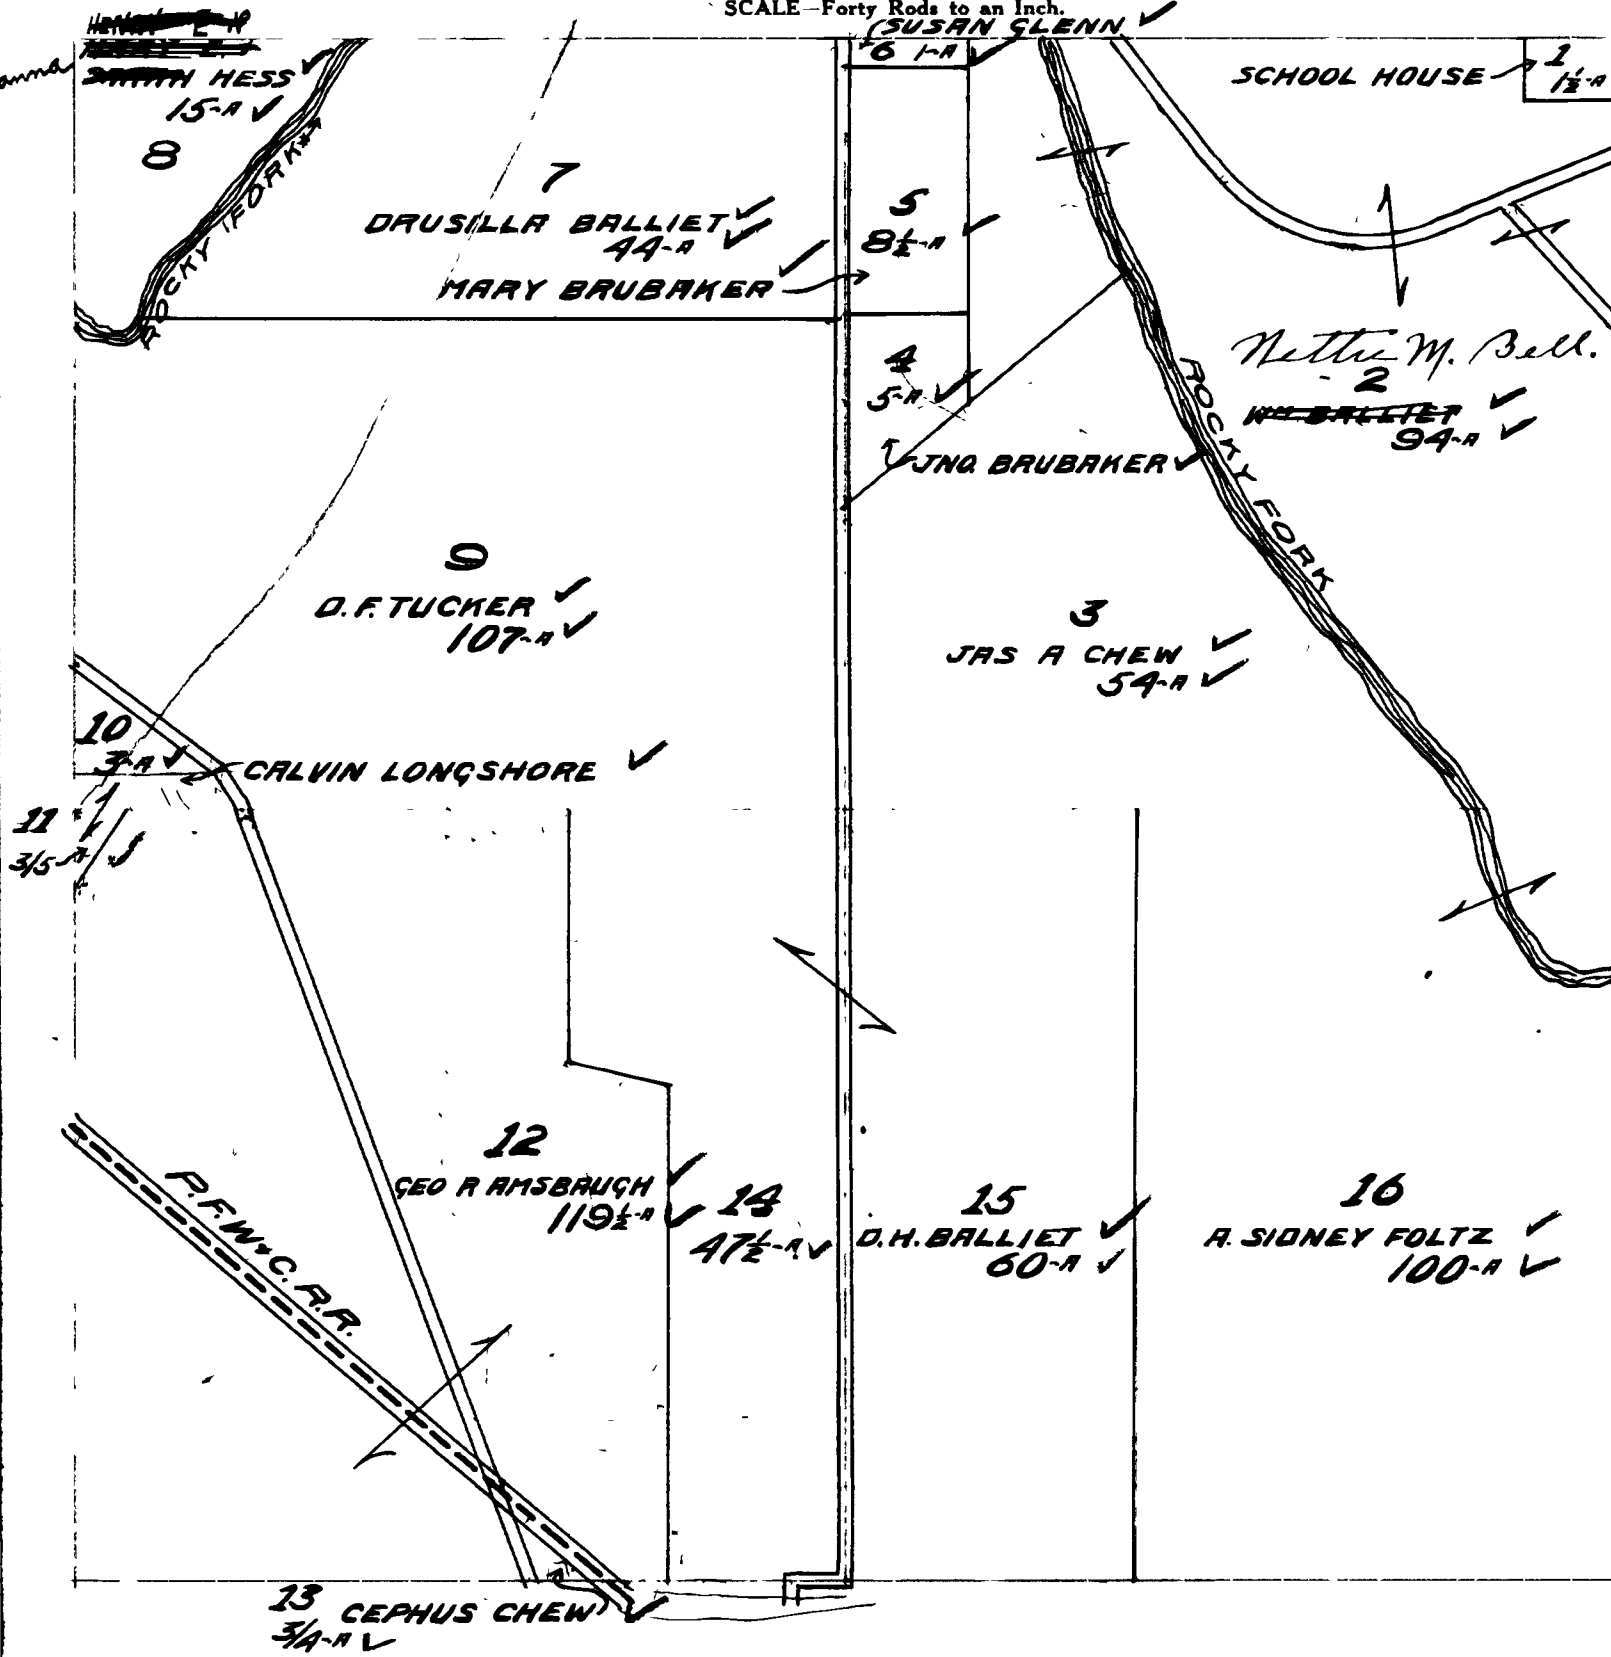 SCALE—Forty Rods to an Inch.
HESS
15-A
8
ROCKY FORK
7
DRUSILLA BALLIET
44-A
MARY BRUBAKER
SUSAN GLENN
6 1-A
5
8½-A
4
5-A
JNO. BRUBAKER
SCHOOL HOUSE
1
1½-A
Nettie M. Bell.
2
WM BALLIET
94-A
ROCKY FORK
9
D.F. TUCKER
107-A
3
JAS A CHEW
54-A
10
3-A
CALVIN LONGSHORE
11
3/5-A
12
GEO A AMSBAUGH
119½-A
14
47½-A
15
D.H. BALLIET
60-A
16
A. SIDNEY FOLTZ
100-A
P.F.W.&C.R.R.
13 CEPHUS CHEW
3/4-A